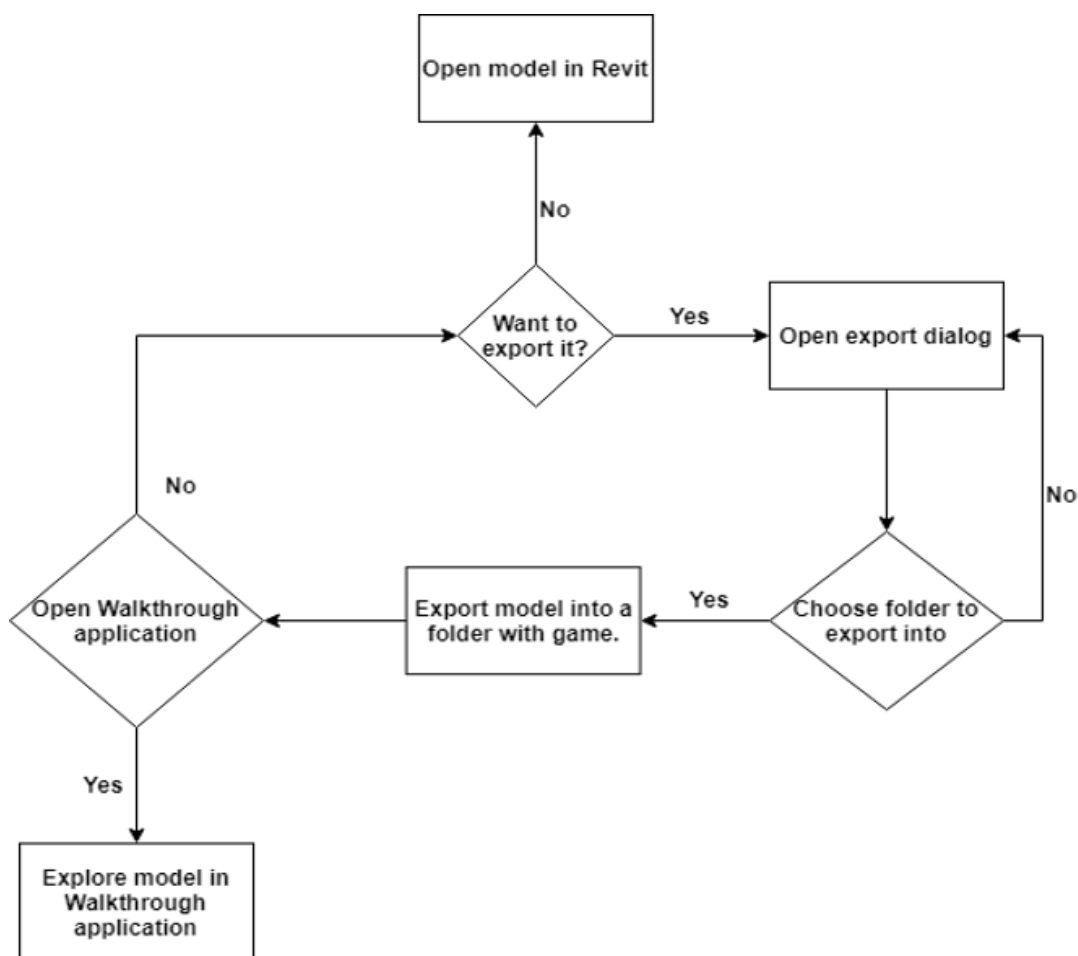 Open model in Revit
No
Want to
export it?
Yes
Open export dialog
No
No
Open Walkthrough
application
Export model into a
folder with game.
Yes
Choose folder to
export into
Yes
Explore model in
Walkthrough
application